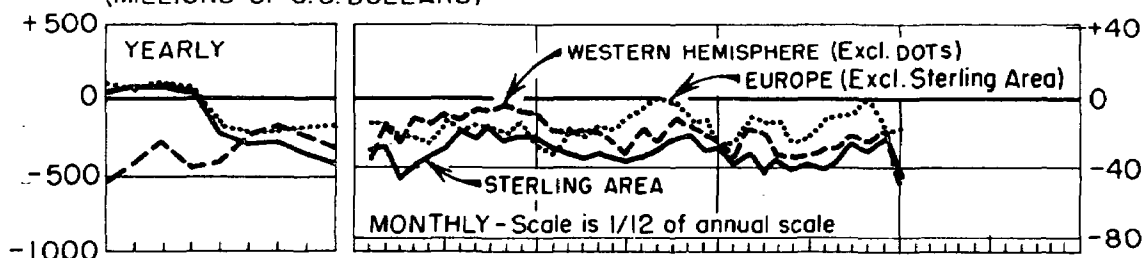 (MILLIONS OF U.S. DOLLARS)
+500
+40
YEARLY
WESTERN HEMISPHERE (Excl. DOTs)
EUROPE (Excl. Sterling Area)
0
0
-500
-40
STERLING AREA
MONTHLY - Scale is 1/12 of annual scale
-1000
-80